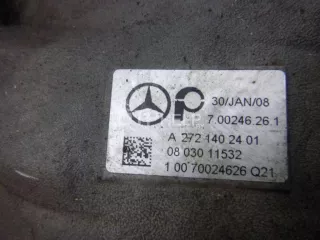 30/JAN/08
7.00246.26.1
A 272 140 24 01
08 030 11532
1 00 70024626 Q21